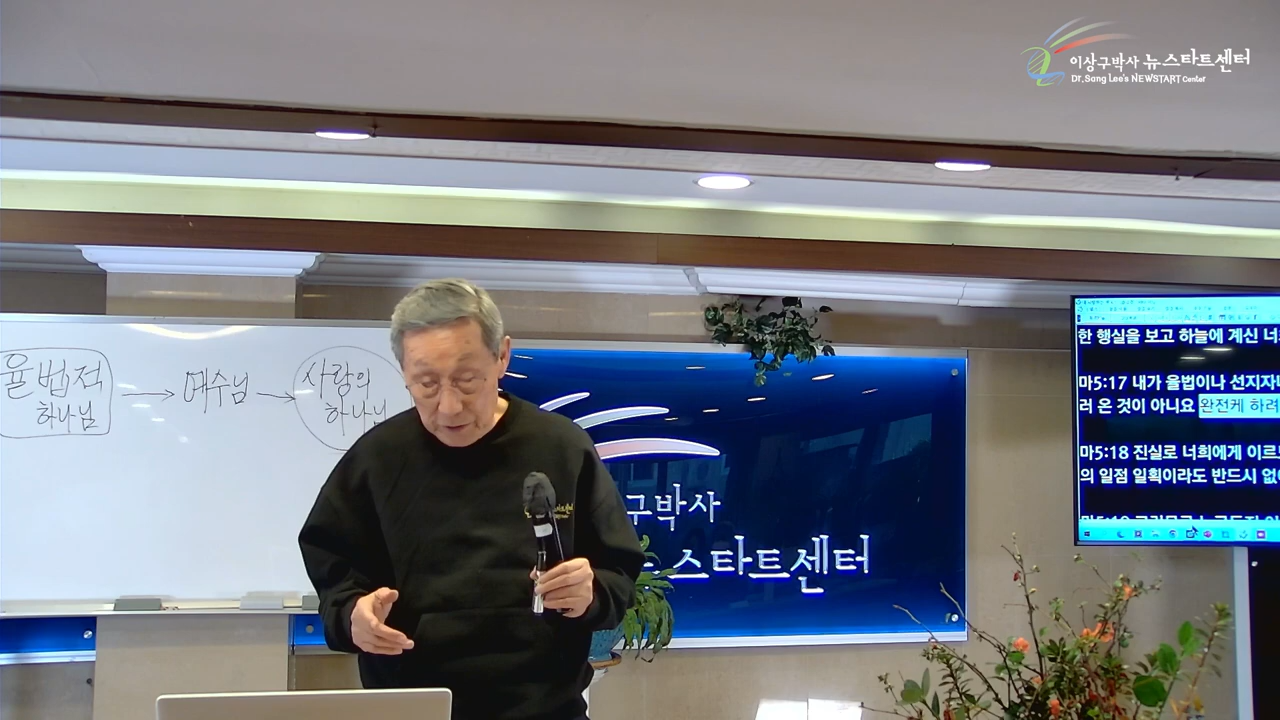 이상구박사 뉴스타트센터
Dr. Sang Lee's NEWSTART Center
율법적
하나님
예수님
사랑의
하나님
구박사
뉴스타트센터
한 행실을 보고 하늘에 계신 너
마5:17 내가 율법이나 선지자
러 온 것이 아니요 완전케 하려
마5:18 진실로 너희에게 이르
의 일점 일획이라도 반드시 없